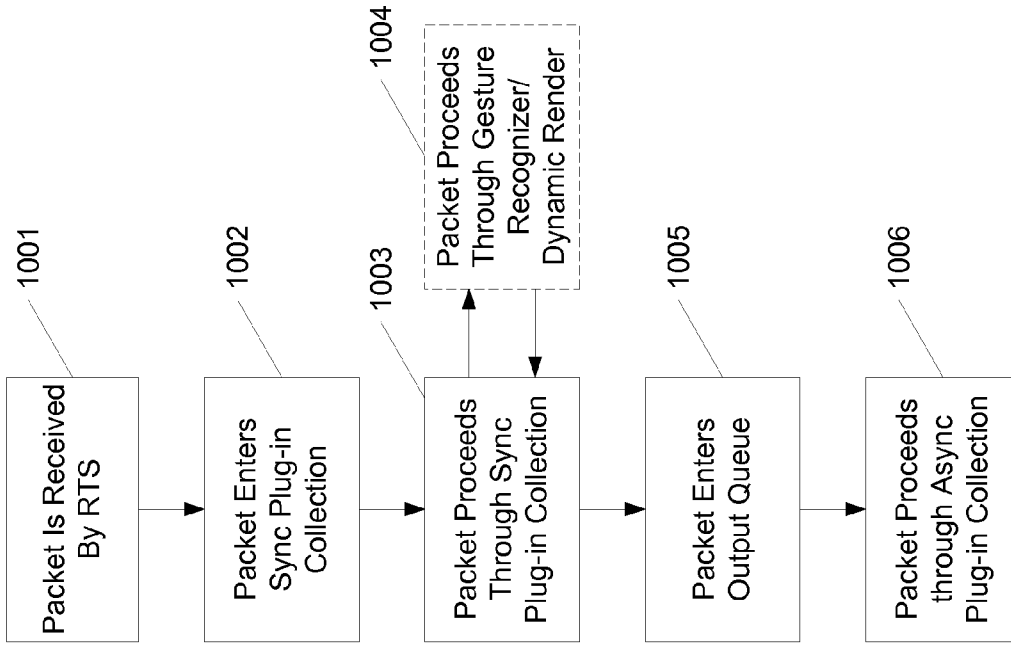 1001
Packet Is Received
By RTS
1002
Packet Enters
Sync Plug-in
Collection
1003
Packet Proceeds
Through Sync
Plug-in Collection
1004
Packet Proceeds
Through Gesture
Recognizer/
Dynamic Render
1005
Packet Enters
Output Queue
1006
Packet Proceeds
through Async
Plug-in Collection